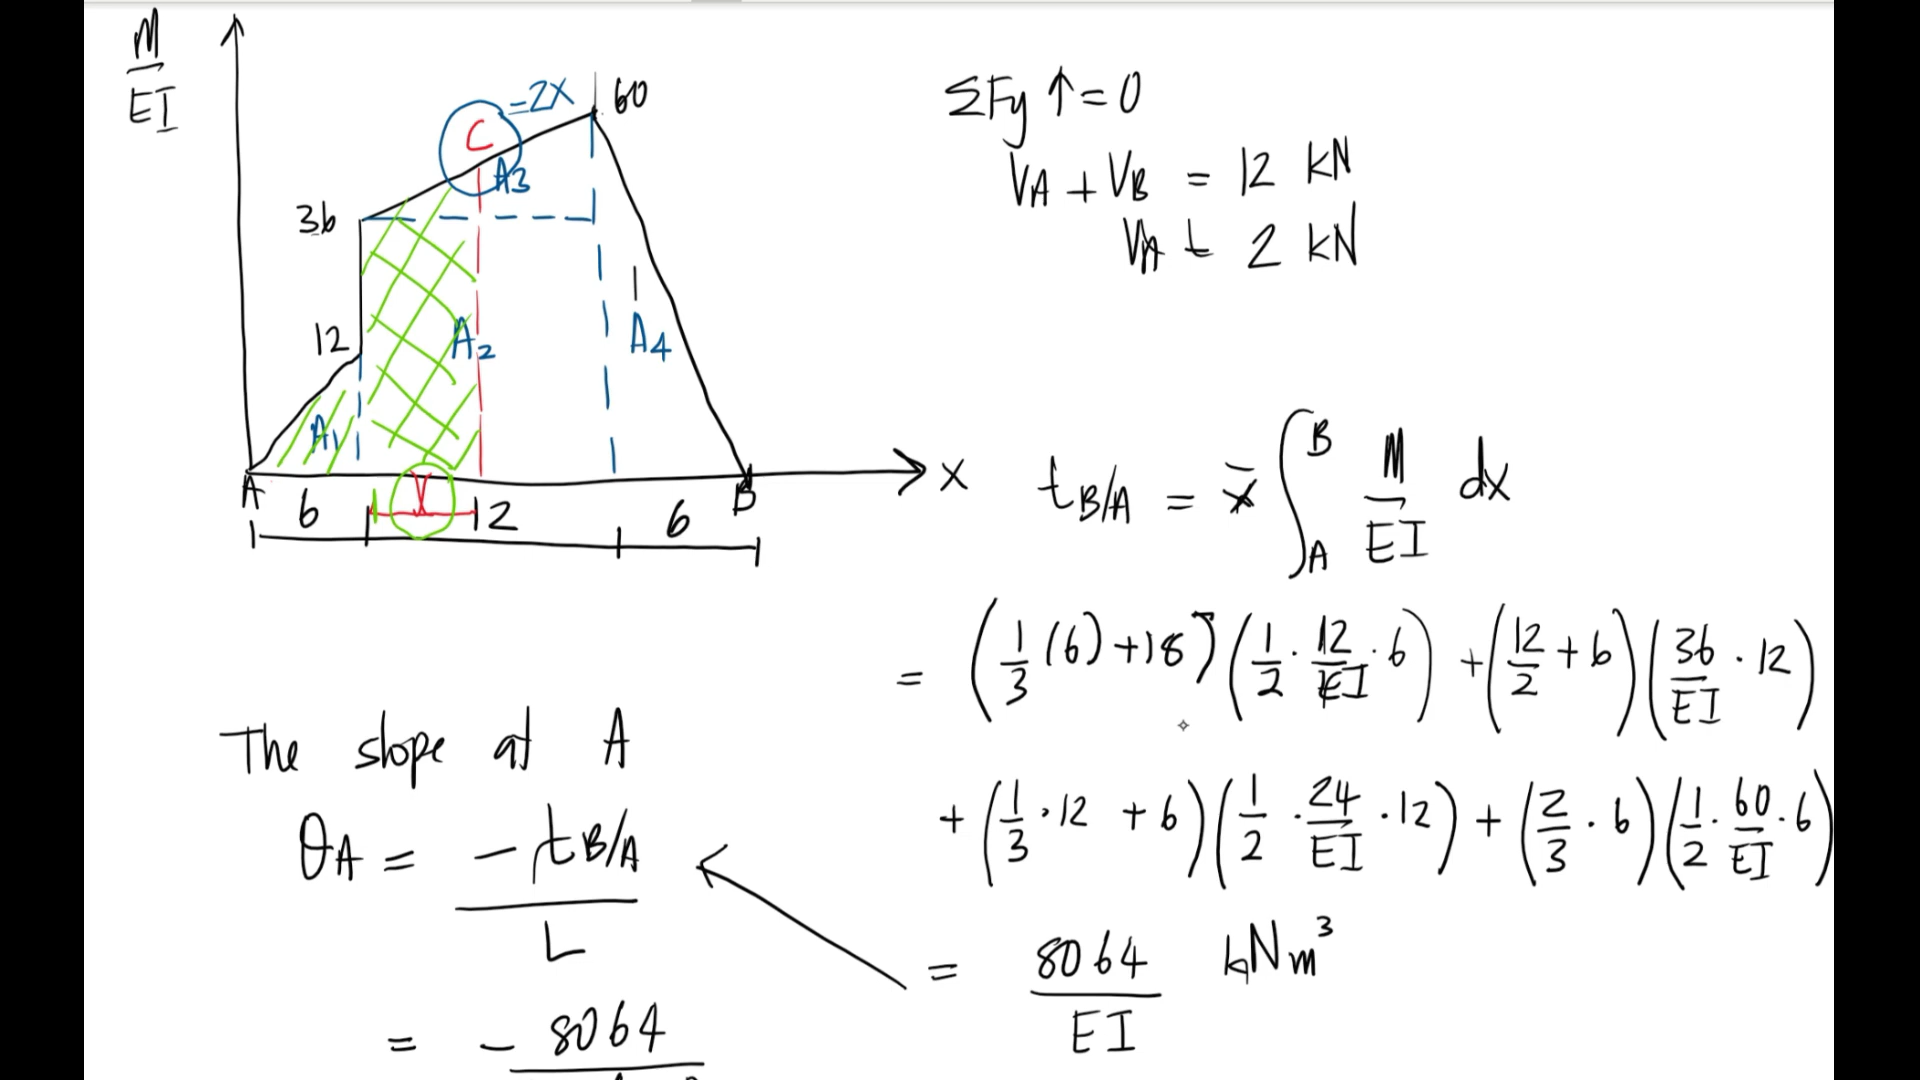 M
EI
=2X
60
C
A3
36
12
A2
A4
A1
A
B
X
6
X
12
6
ΣFy ↑ = 0
VA + VB = 12 kN
VA = 2 kN
tB/A = x̄ ∫ B A M/EI dx
= (1/3 (6) + 18) (1/2 · 12/EI · 6) + (12/2 + 6) (36/EI · 12)
+ (1/3 · 12 + 6) (1/2 · 24/EI · 12) + (2/3 · 6) (1/2 · 60/EI · 6)
= 8064/EI kNm³
The slope at A
θA = - tB/A
L
= - 8064